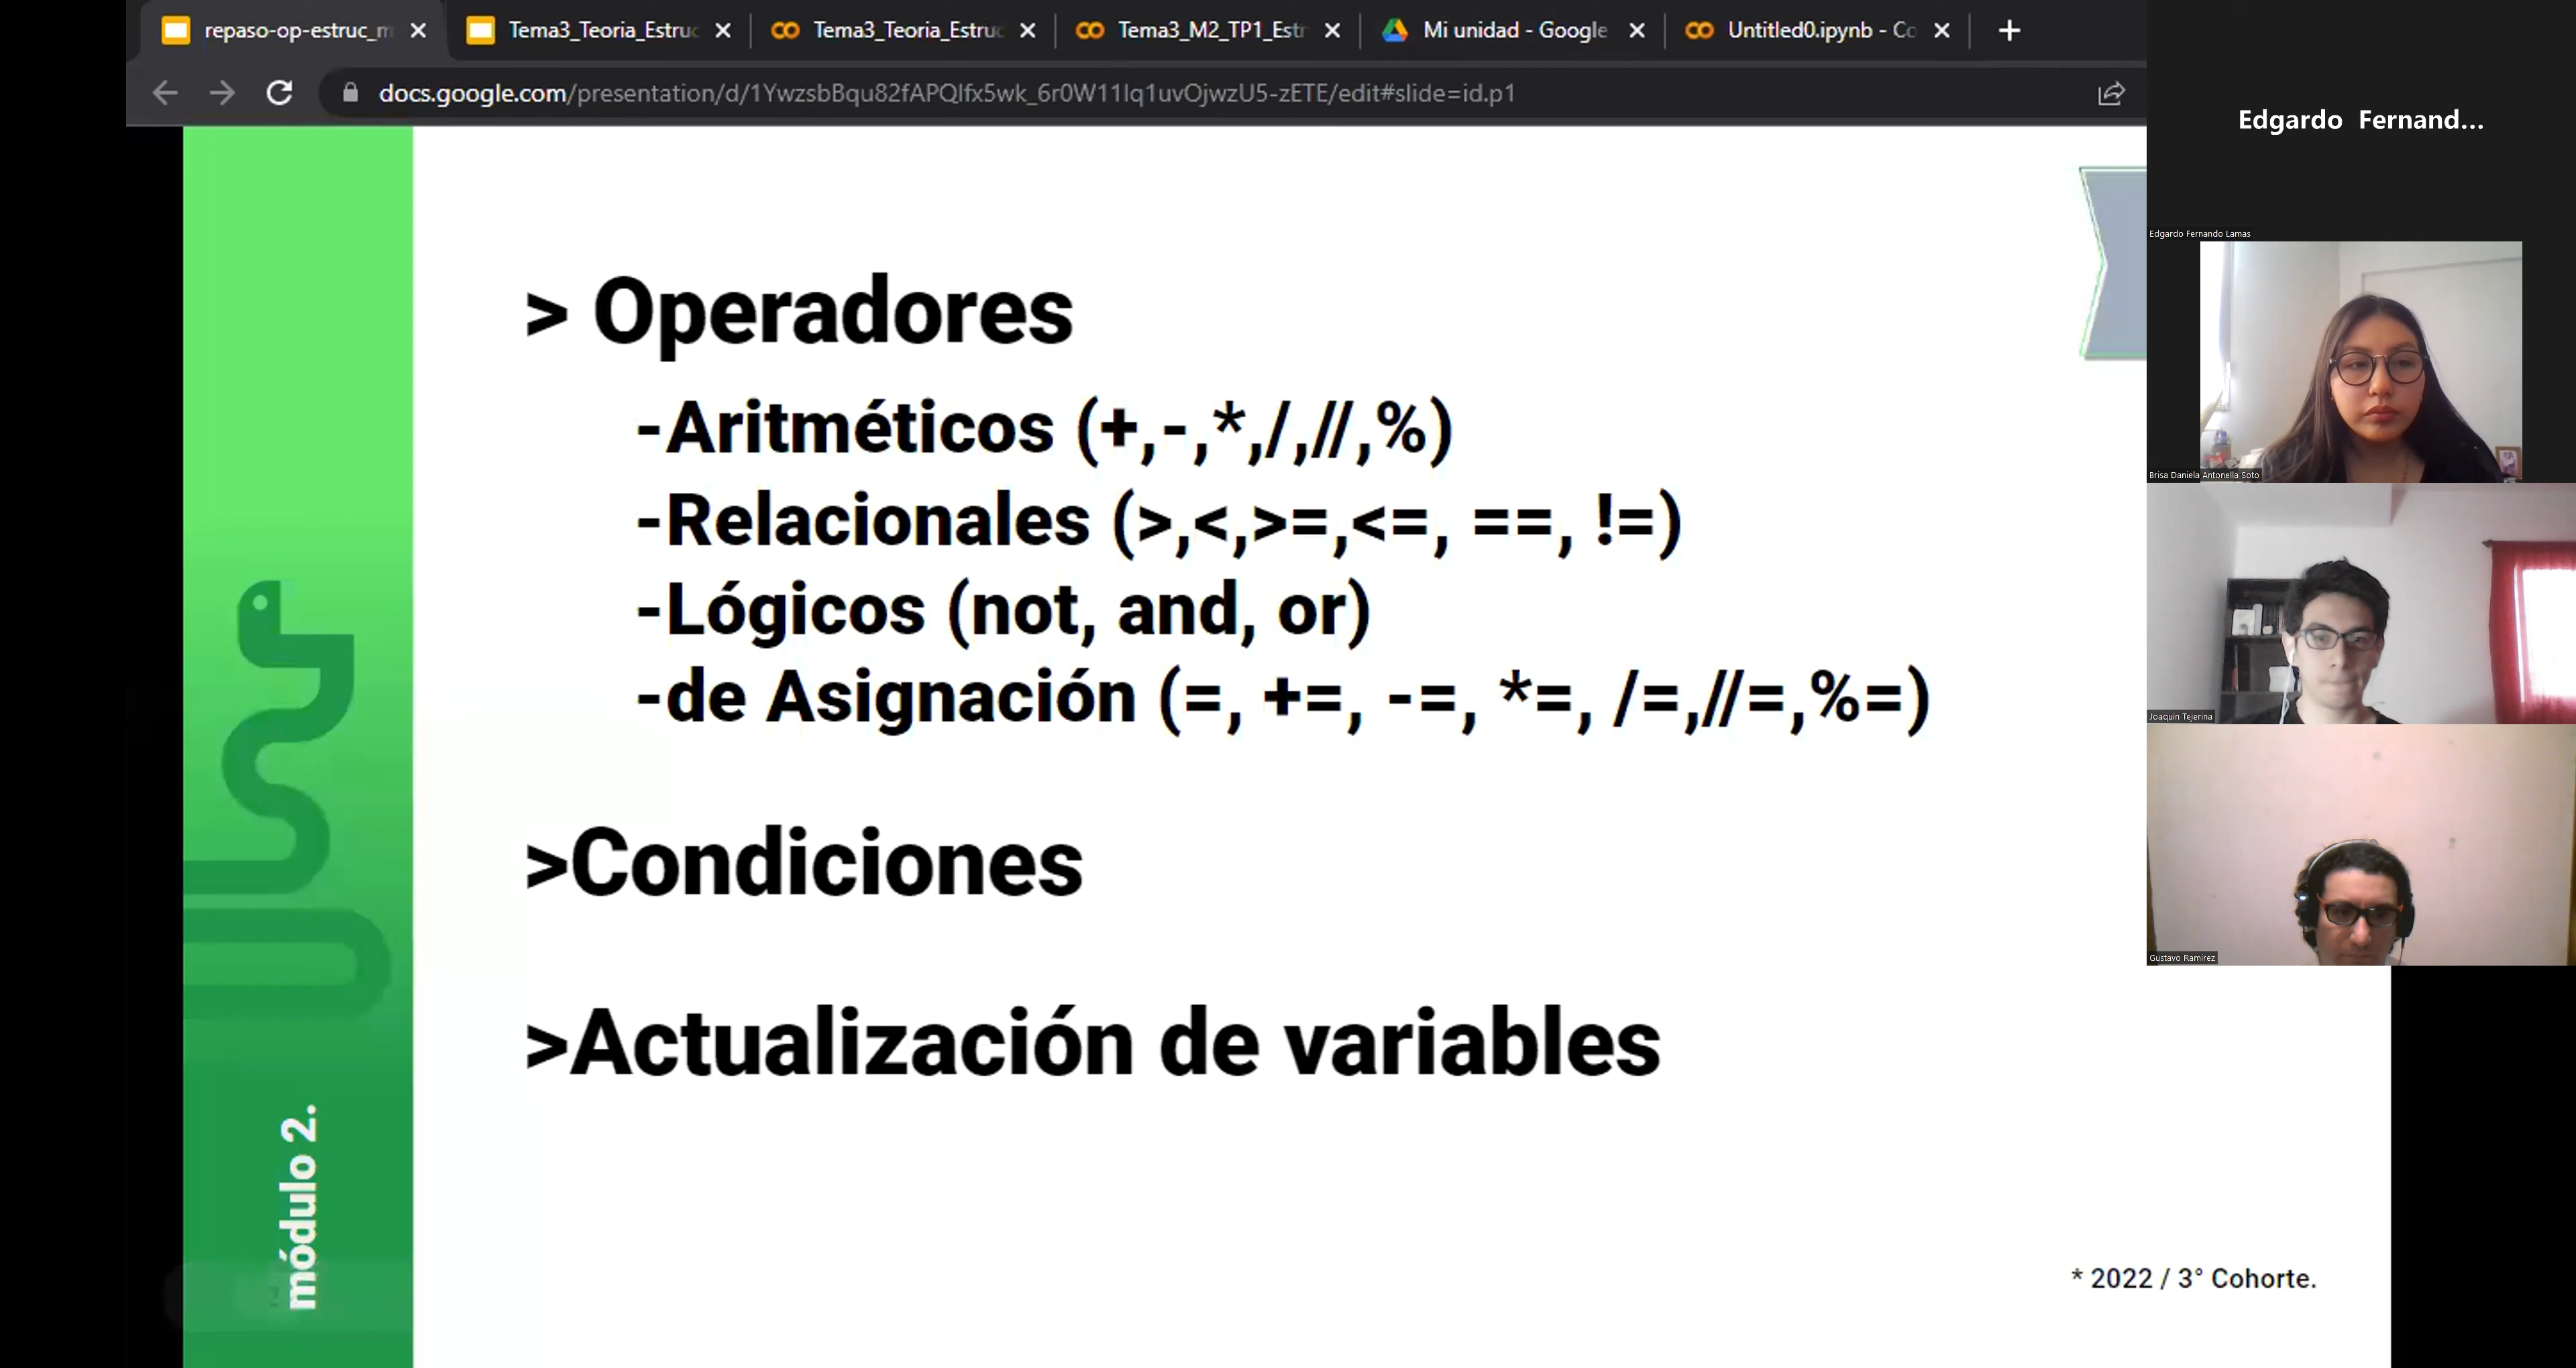 repaso-op-estruc_m
Tema3_Teoria_Estruc
Tema3_Teoria_Estruc
Tema3_M2_TP1_Estr
Mi unidad - Google
Untitled0.ipynb - Co
docs.google.com/presentation/d/1YwzsbBqu82fAPQlfx5wk_6r0W11Iq1uvOjwzU5-zETE/edit#slide=id.p1
> Operadores
-Aritméticos (+,-,*,/,//,%)
-Relacionales (>,<,>=,<=, ==, !=)
-Lógicos (not, and, or)
-de Asignación (=, +=, -=, *=, /=,//=,%=)
>Condiciones
>Actualización de variables
módulo 2.
* 2022 / 3° Cohorte.
Edgardo Fernand...
Edgardo Fernando Lamas
Brisa Daniela Antonella Soto
Joaquin Tejerina
Gustavo Ramirez